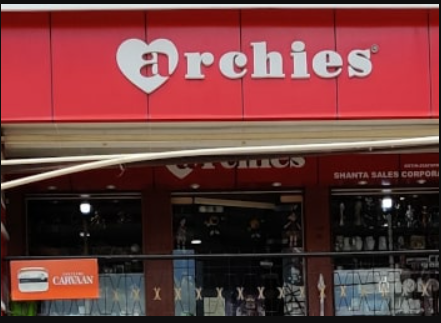 archies
archies
SHANTA SALES CORPORA
CARVAAN